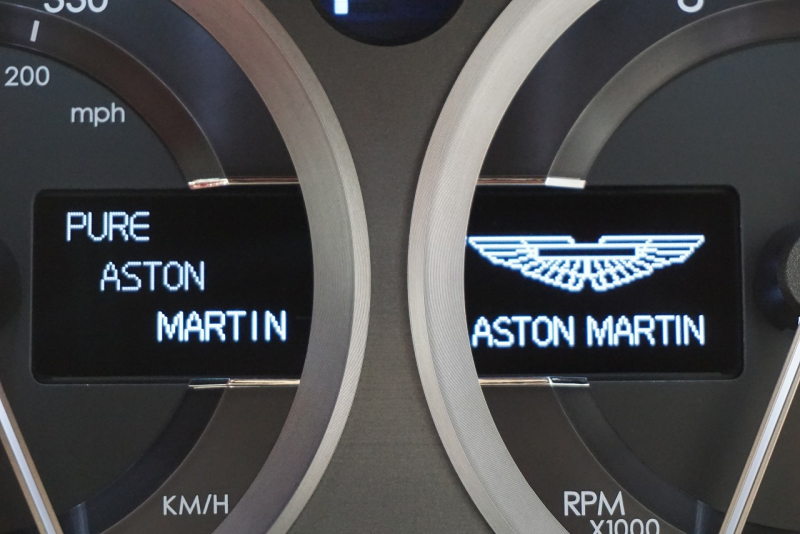 330
200
mph
PURE
ASTON
MARTIN
KM/H
ASTON MARTIN
RPM
X1000